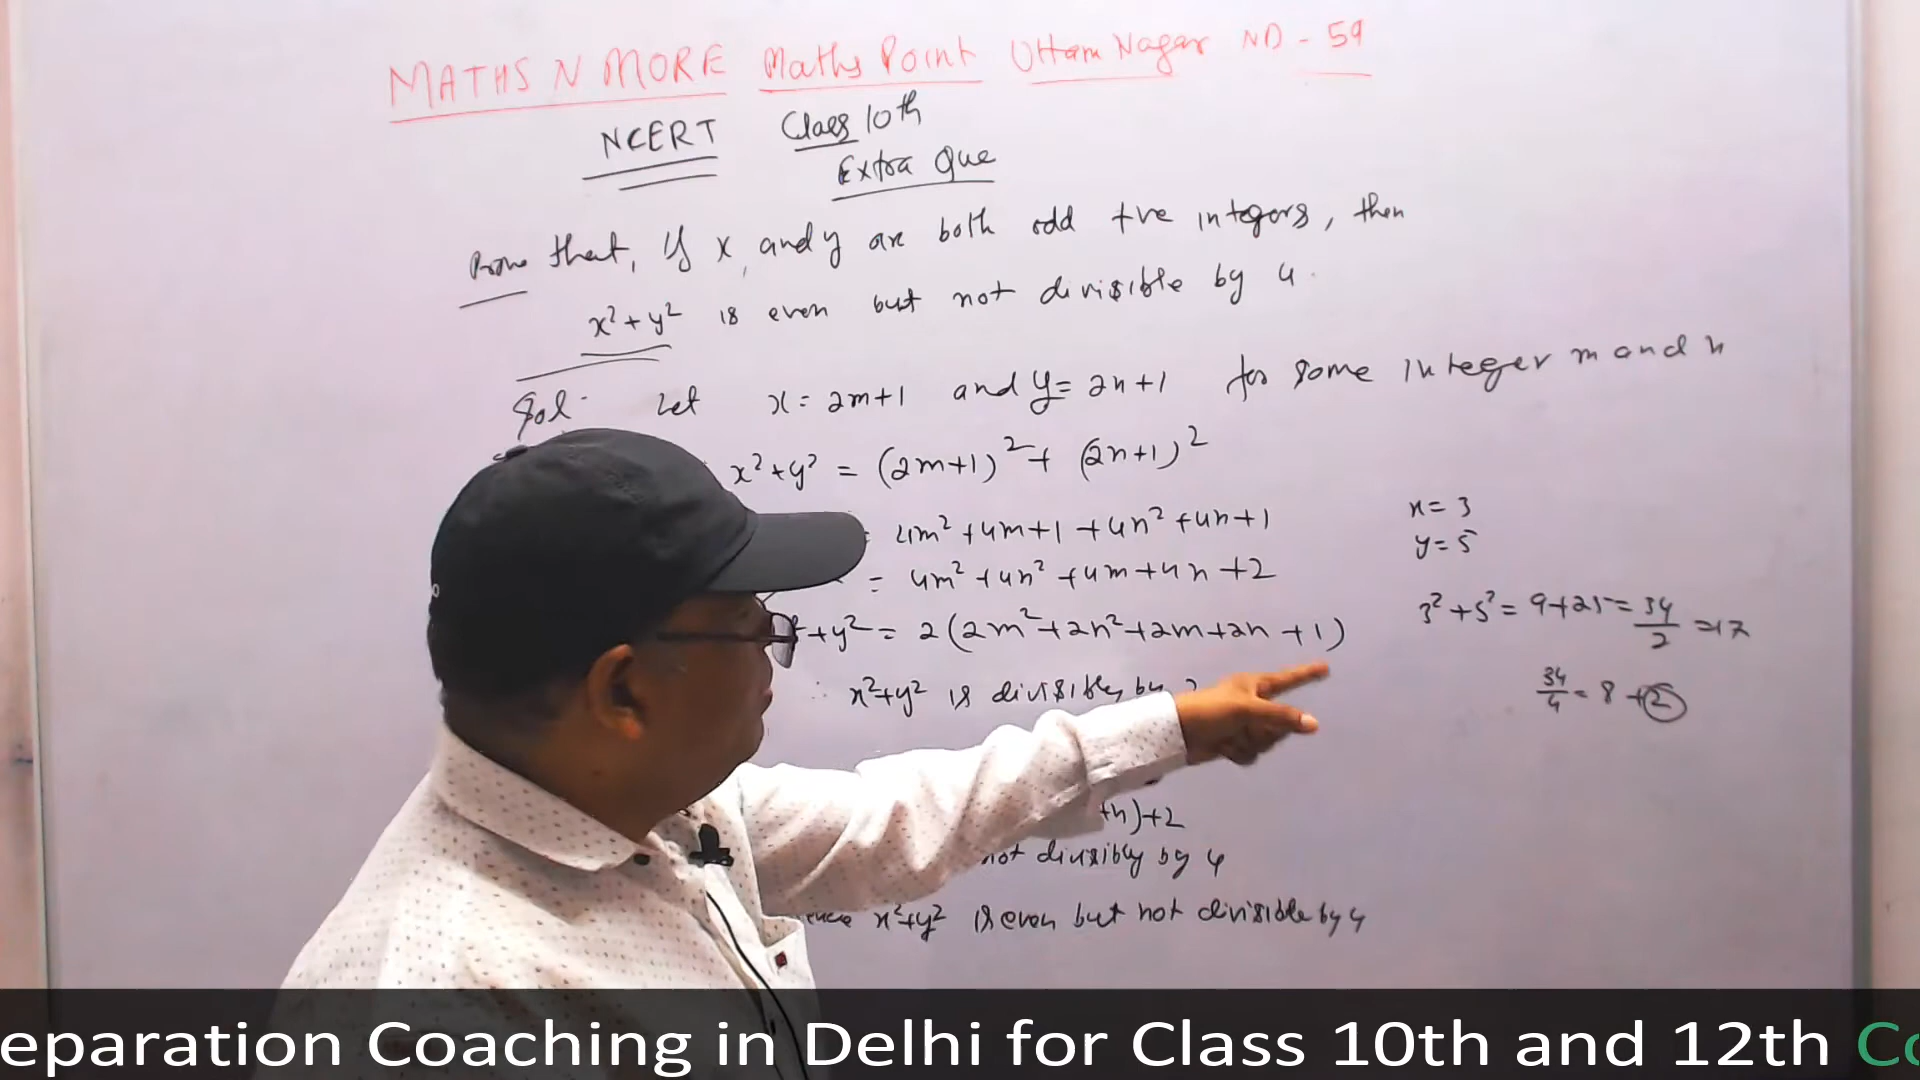 MATHS N MORE Maths Point Uttam Nagar ND - 59
NCERT Class 10th
Extra Que
Prove that, if x, and y are both odd +ve integers, then
x²+y² is even but not divisible by 4.
Sol. Let x = 2m+1 and y = 2n+1 for some integer m and n
x²+y² = (2m+1)² + (2n+1)²
= 4m²+4m+1+4n²+4n+1
= 4m²+4n²+4m+4n+2
+y² = 2(2m²+2n²+2m+2n+1)
∴ x²+y² is divisibly by 2
+n)+2
not divisibly by 4
x²+y² is even but not divisible by 4
x = 3
y = 5
3²+5² = 9+25 = 34/2 = 17
34/4 = 8 + 2
eparation Coaching in Delhi for Class 10th and 12th Co